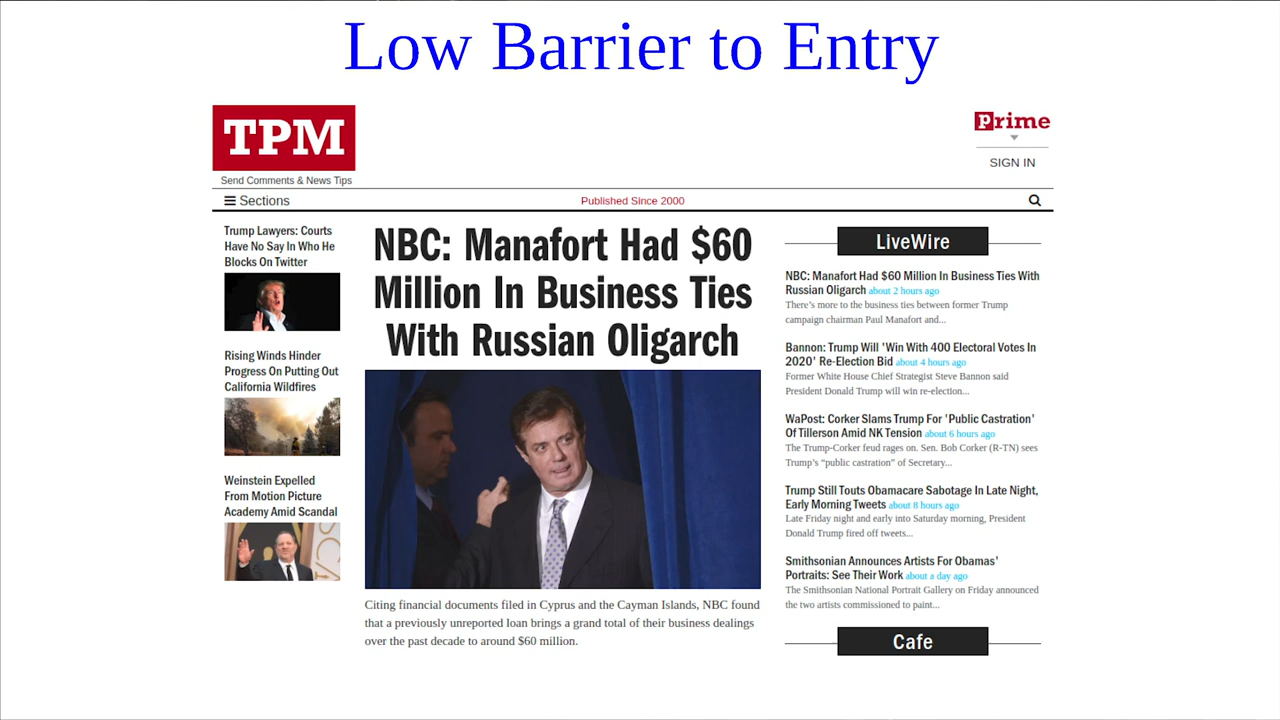 Low Barrier to Entry
TPM
Send Comments & News Tips
prime
SIGN IN
Sections
Published Since 2000
Trump Lawyers: Courts
Have No Say In Who He
Blocks On Twitter
Rising Winds Hinder
Progress On Putting Out
California Wildfires
Weinstein Expelled
From Motion Picture
Academy Amid Scandal
NBC: Manafort Had $60
Million In Business Ties
With Russian Oligarch
Citing financial documents filed in Cyprus and the Cayman Islands, NBC found
that a previously unreported loan brings a grand total of their business dealings
over the past decade to around $60 million.
LiveWire
NBC: Manafort Had $60 Million In Business Ties With
Russian Oligarch about 2 hours ago
There's more to the business ties between former Trump
campaign chairman Paul Manafort and...
Bannon: Trump Will 'Win With 400 Electoral Votes In
2020' Re-Election Bid about 4 hours ago
Former White House Chief Strategist Steve Bannon said
President Donald Trump will win re-election...
WaPost: Corker Slams Trump For 'Public Castration'
Of Tillerson Amid NK Tension about 6 hours ago
The Trump-Corker feud rages on. Sen. Bob Corker (R-TN) sees
Trump's “public castration” of Secretary...
Trump Still Touts Obamacare Sabotage In Late Night,
Early Morning Tweets about 8 hours ago
Late Friday night and early into Saturday morning, President
Donald Trump fired off tweets...
Smithsonian Announces Artists For Obamas'
Portraits: See Their Work about a day ago
The Smithsonian National Portrait Gallery on Friday announced
the two artists commissioned to paint...
Cafe